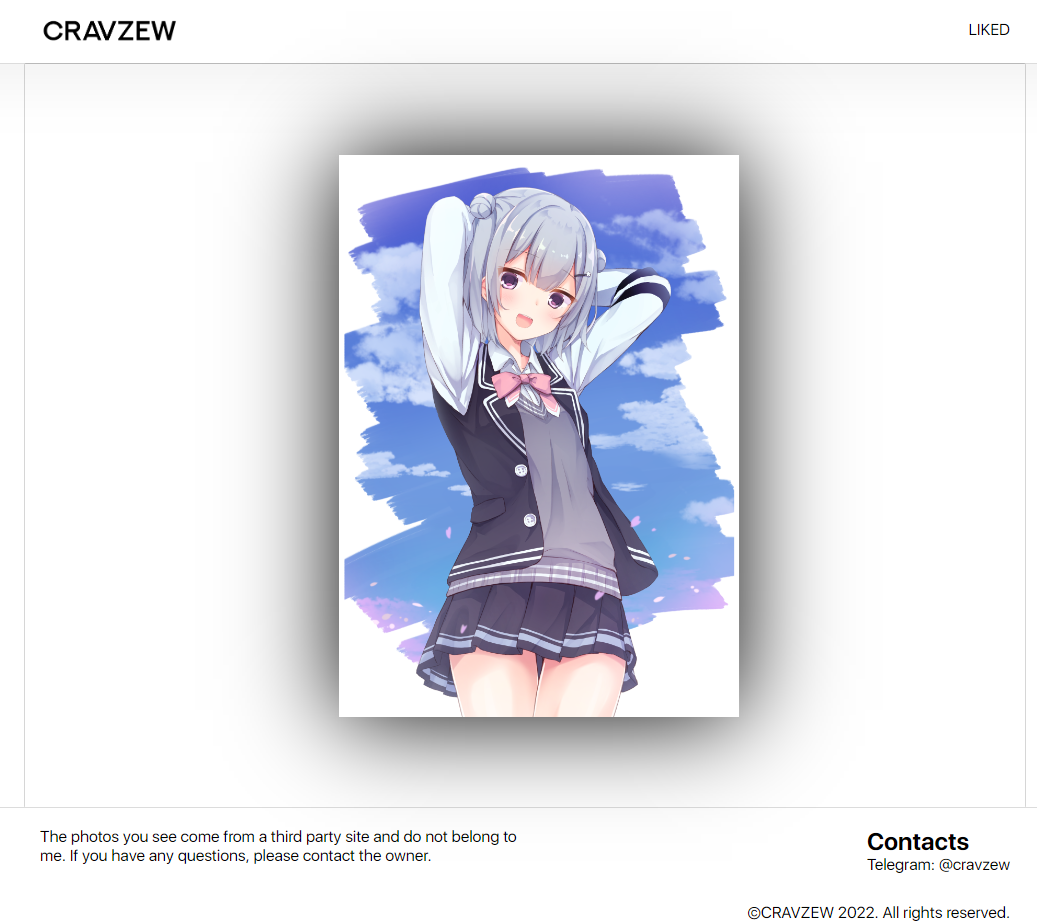 CRAVZEW
LIKED
The photos you see come from a third party site and do not belong to
me. If you have any questions, please contact the owner.
Contacts
Telegram: @cravzew
©CRAVZEW 2022. All rights reserved.